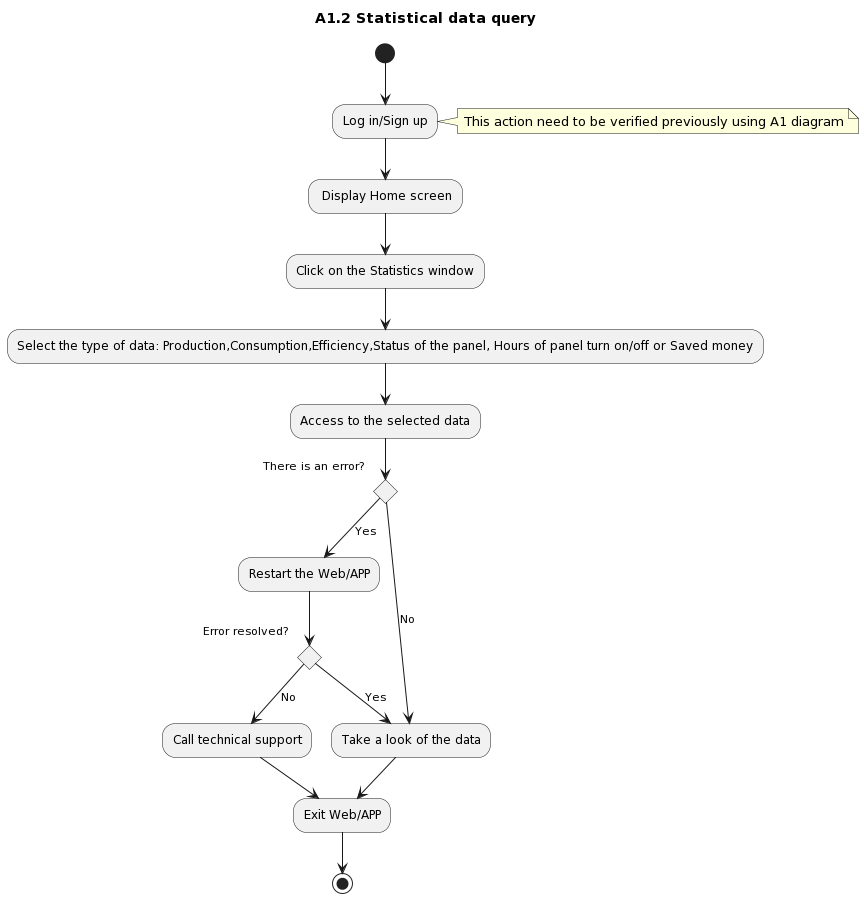 A1.2 Statistical data query
Log in/Sign up
This action need to be verified previously using A1 diagram
Display Home screen
Click on the Statistics window
Select the type of data: Production,Consumption,Efficiency,Status of the panel, Hours of panel turn on/off or Saved money
Access to the selected data
There is an error?
Yes
Restart the Web/APP
No
Error resolved?
No
Yes
Call technical support
Take a look of the data
Exit Web/APP